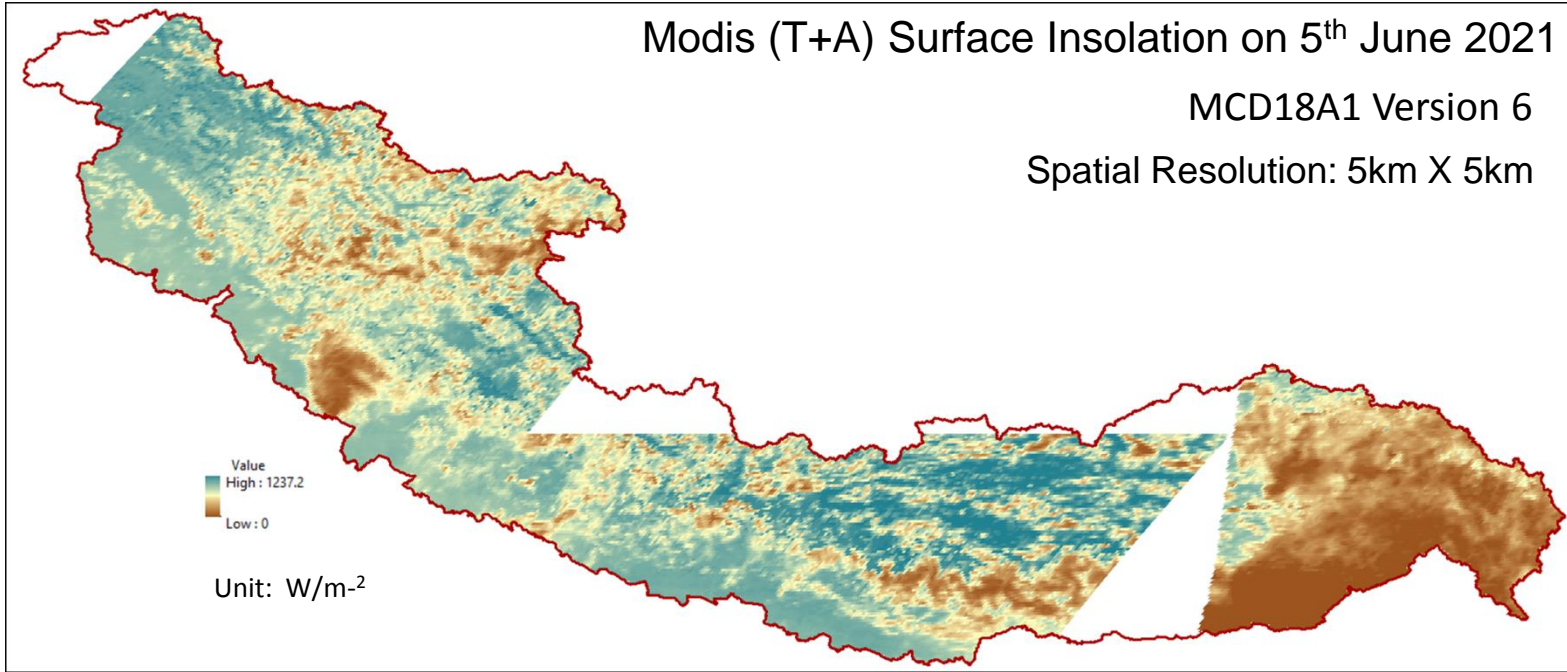 Modis (T+A) Surface Insolation on 5th June 2021
MCD18A1 Version 6
Spatial Resolution: 5km X 5km
Value
High : 1237.2
Low : 0
Unit: W/m-2